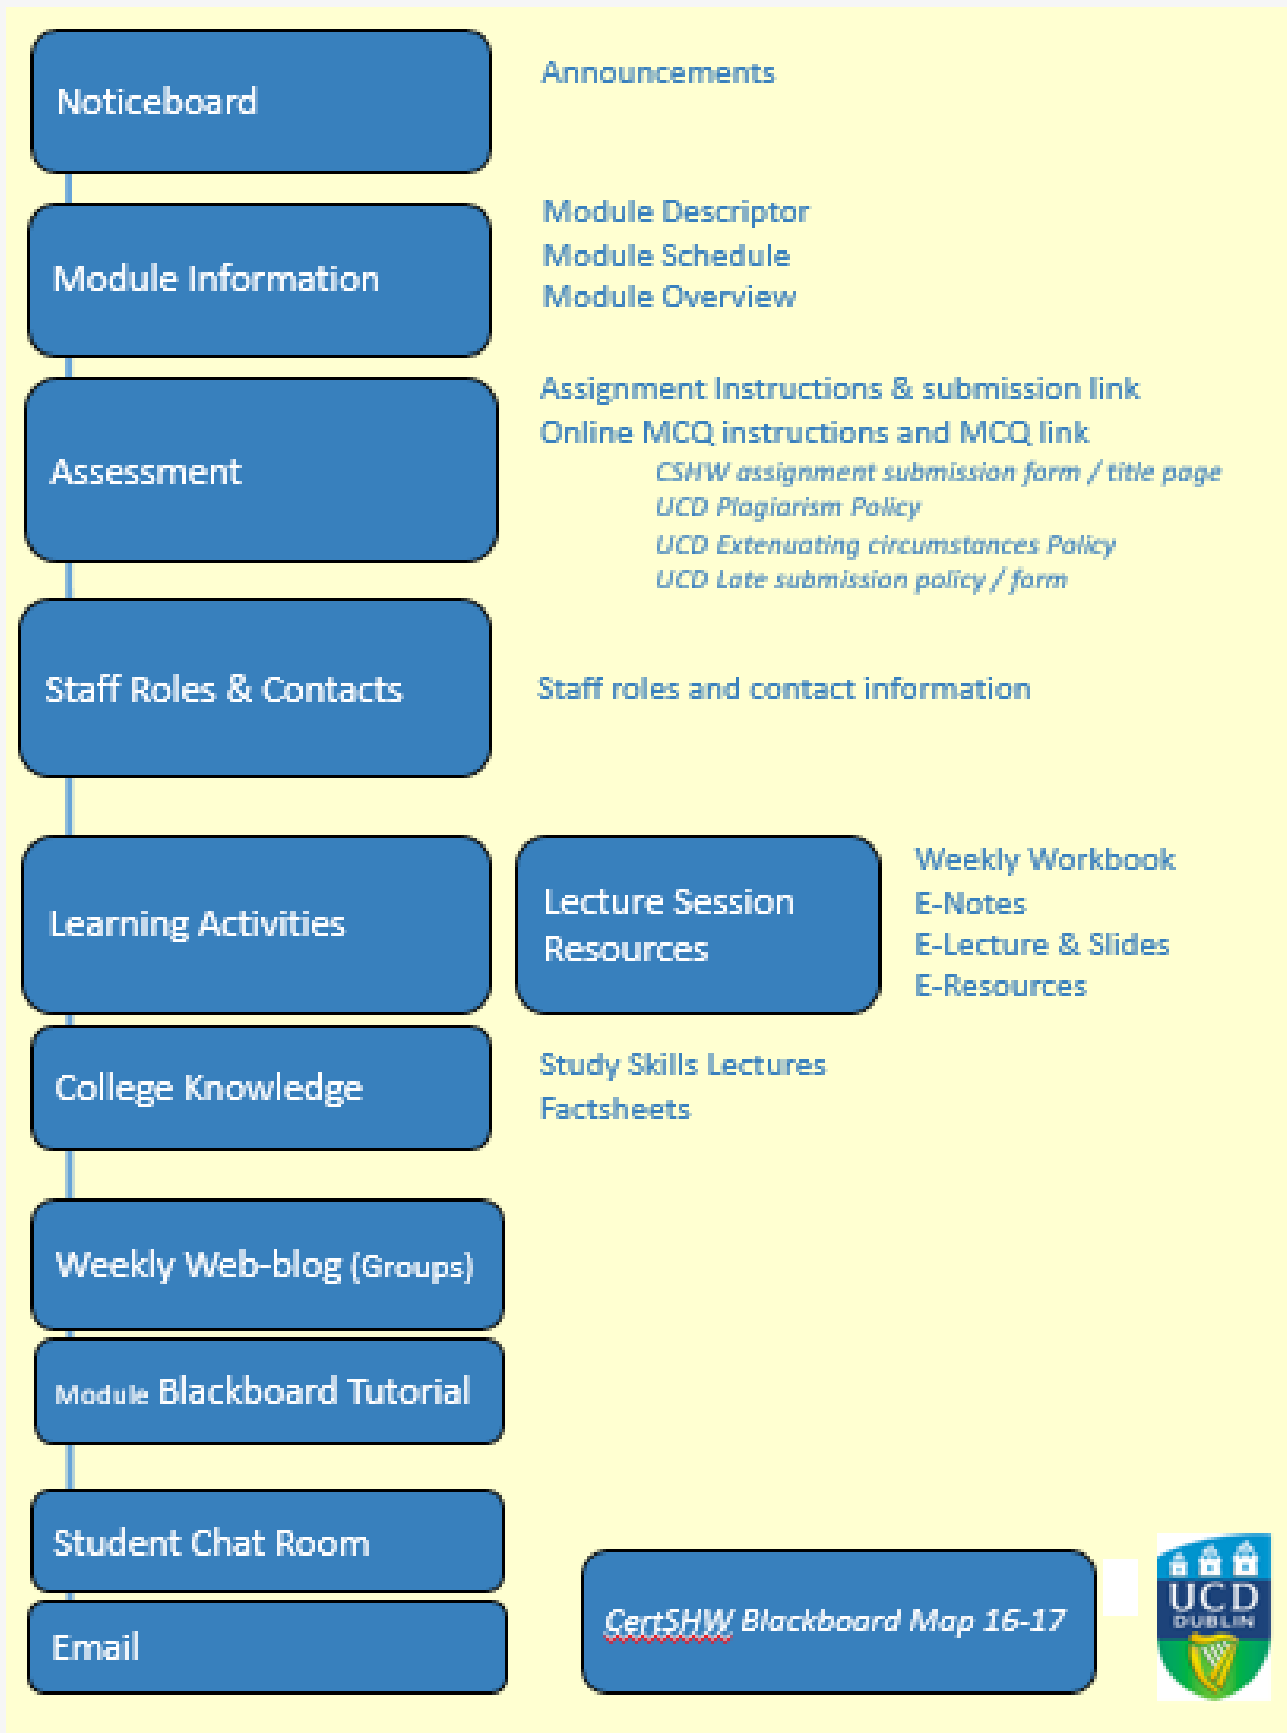 Noticeboard
Announcements
Module Information
Module Descriptor
Module Schedule
Module Overview
Assessment
Assignment Instructions & submission link
Online MCQ instructions and MCQ link
CSHW assignment submission form / title page
UCD Plagiarism Policy
UCD Extenuating circumstances Policy
UCD Late submission policy / form
Staff Roles & Contacts
Staff roles and contact information
Learning Activities
Lecture Session
Resources
Weekly Workbook
E-Notes
E-Lecture & Slides
E-Resources
College Knowledge
Study Skills Lectures
Factsheets
Weekly Web-blog (Groups)
Module Blackboard Tutorial
Student Chat Room
Email
CertSHW Blackboard Map 16-17
UCD
DUBLIN